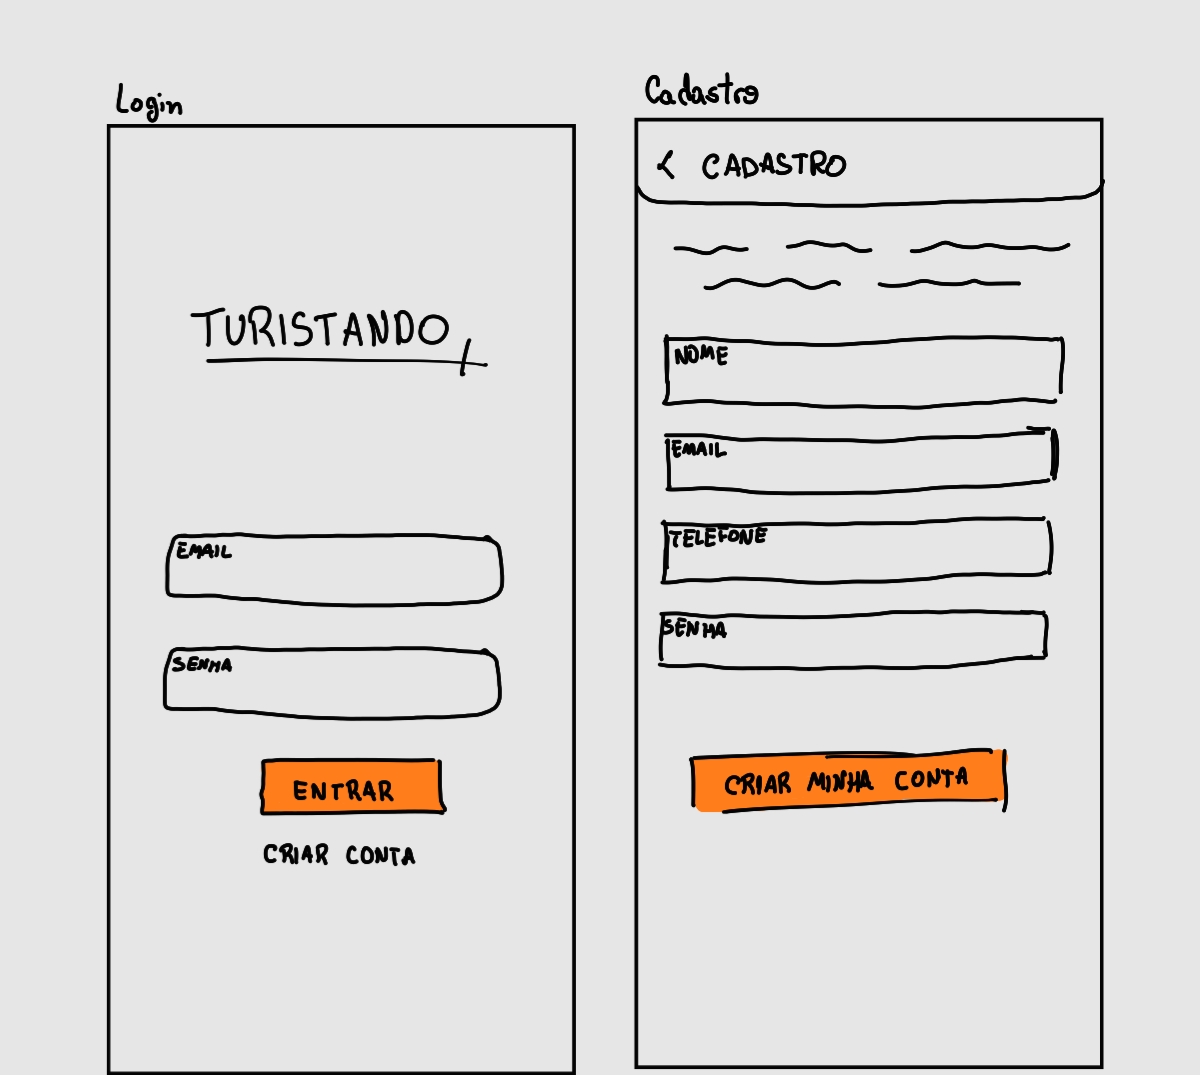 Login
TURISTANDO
EMAIL
SENHA
ENTRAR
CRIAR CONTA
Cadastro
< CADASTRO
NOME
EMAIL
TELEFONE
SENHA
CRIAR MINHA CONTA